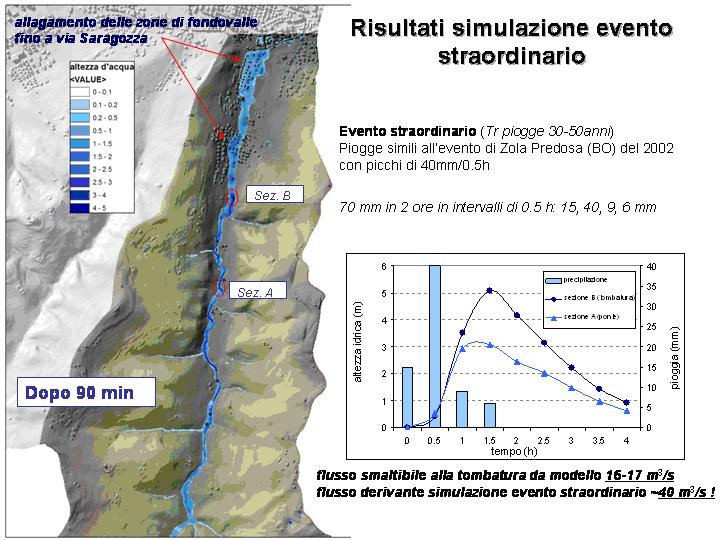 allagamento delle zone di fondovalle
fino a via Saragozza
Risultati simulazione evento
straordinario
altezza d'acqua
<VALUE>
0 - 0.1
0.1 - 0.2
0.2 - 0.5
0.5 - 1
1 - 1.5
1.5 - 2
2 - 2.5
2.5 - 3
3 - 4
4 - 5
Evento straordinario (Tr piogge 30-50anni)
Piogge simili all'evento di Zola Predosa (BO) del 2002
con picchi di 40mm/0.5h
70 mm in 2 ore in intervalli di 0.5 h: 15, 40, 9, 6 mm
Sez. B
Sez. A
Dopo 90 min
altezza idrica (m)
6
5
4
3
2
1
0
precipitazione
sezione B (tombatura)
sezione A (ponte)
40
35
30
25
20
15
10
5
0
pioggia (mm)
0 0.5 1 1.5 2 2.5 3 3.5 4
tempo (h)
flusso smaltibile alla tombatura da modello 16-17 m³/s
flusso derivante simulazione evento straordinario ~40 m³/s !